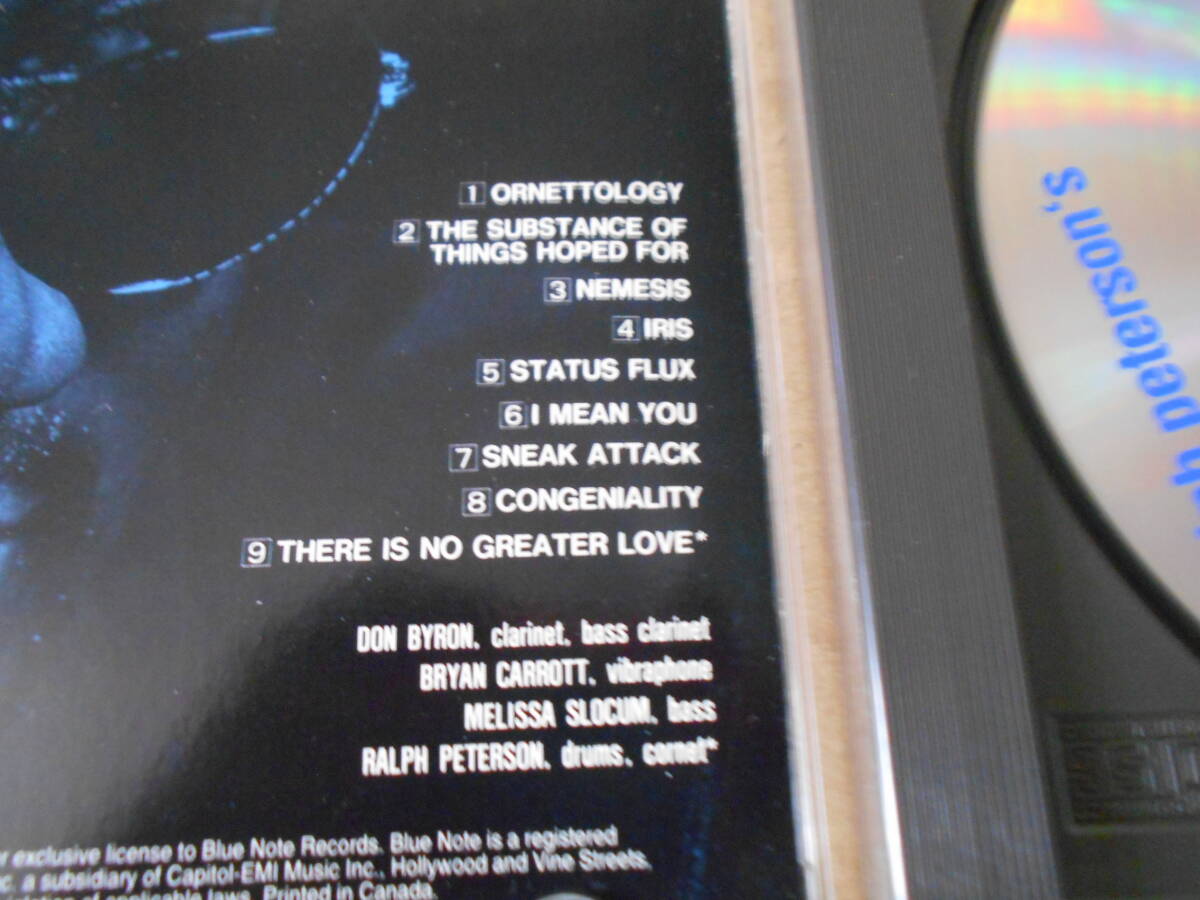 1 ORNETTOLOGY
2 THE SUBSTANCE OF
THINGS HOPED FOR
3 NEMESIS
4 IRIS
5 STATUS FLUX
6 I MEAN YOU
7 SNEAK ATTACK
8 CONGENIALITY
9 THERE IS NO GREATER LOVE*
DON BYRON, clarinet, bass clarinet
BRYAN CARROTT, vibraphone
MELISSA SLOCUM, bass
RALPH PETERSON, drums, cornet*
exclusive license to Blue Note Records. Blue Note is a registered
a subsidiary of Capitol-EMI Music Inc., Hollywood and Vine Streets,
of applicable laws. Printed in Canada.
peterson's